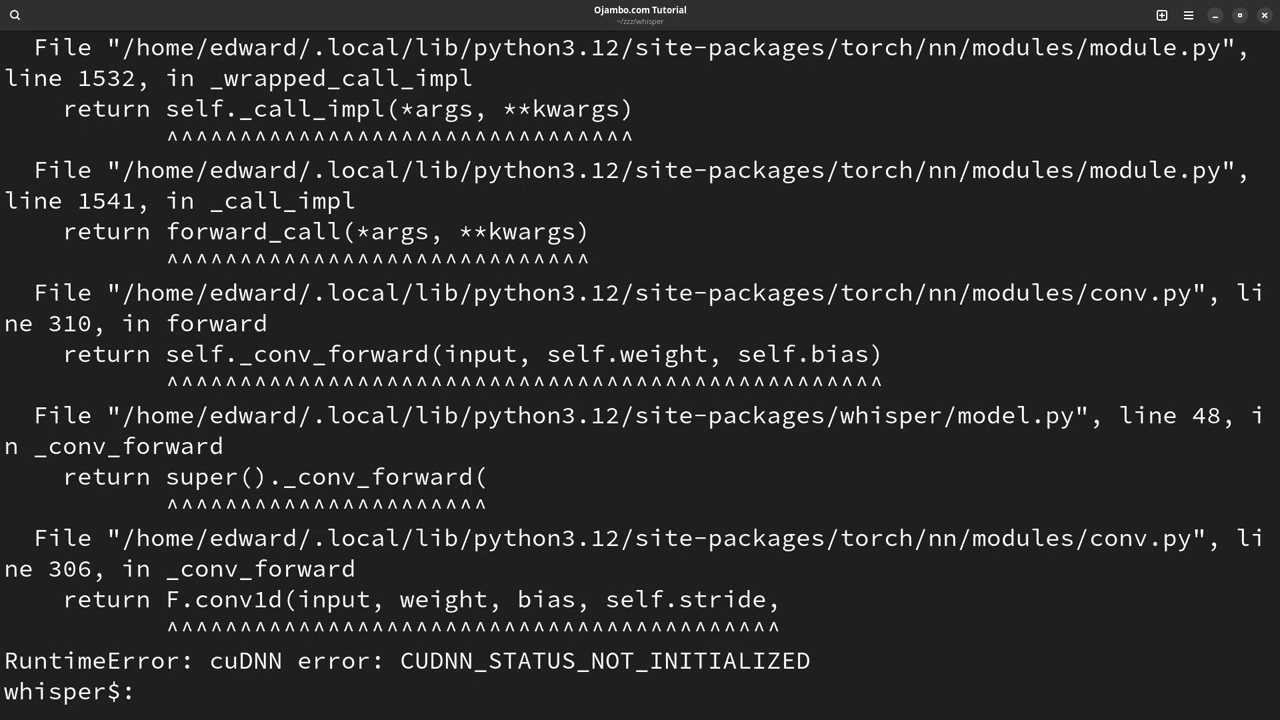 Ojambo.com Tutorial
~/zzz/whisper
  File "/home/edward/.local/lib/python3.12/site-packages/torch/nn/modules/module.py",
line 1532, in _wrapped_call_impl
    return self._call_impl(*args, **kwargs)
           ^^^^^^^^^^^^^^^^^^^^^^^^^^^^^^^^
  File "/home/edward/.local/lib/python3.12/site-packages/torch/nn/modules/module.py",
line 1541, in _call_impl
    return forward_call(*args, **kwargs)
           ^^^^^^^^^^^^^^^^^^^^^^^^^^^^^
  File "/home/edward/.local/lib/python3.12/site-packages/torch/nn/modules/conv.py", li
ne 310, in forward
    return self._conv_forward(input, self.weight, self.bias)
           ^^^^^^^^^^^^^^^^^^^^^^^^^^^^^^^^^^^^^^^^^^^^^^^^^
  File "/home/edward/.local/lib/python3.12/site-packages/whisper/model.py", line 48, i
n _conv_forward
    return super()._conv_forward(
           ^^^^^^^^^^^^^^^^^^^^^^
  File "/home/edward/.local/lib/python3.12/site-packages/torch/nn/modules/conv.py", li
ne 306, in _conv_forward
    return F.conv1d(input, weight, bias, self.stride,
           ^^^^^^^^^^^^^^^^^^^^^^^^^^^^^^^^^^^^^^^^^^
RuntimeError: cuDNN error: CUDNN_STATUS_NOT_INITIALIZED
whisper$: